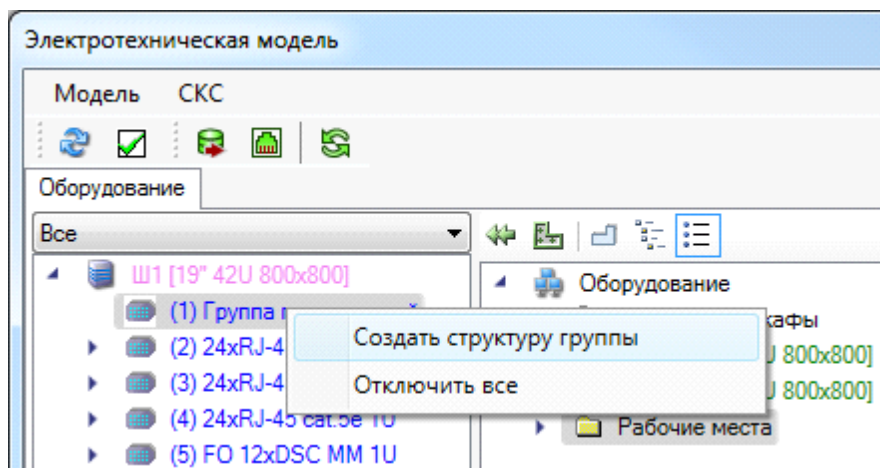 Электротехническая модель
Модель СКС
Оборудование
Все
Ш1 [19" 42U 800x800]
(1) Группа
(2) 24xRJ-4
(3) 24xRJ-4
(4) 24xRJ-45 cat.5e 1U
(5) FO 12xDSC MM 1U
Создать структуру группы
Отключить все
Оборудование
кафы
J 800x800]
J 800x800]
Рабочие места